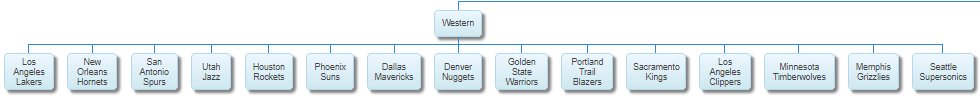 Western
Los
Angeles
Lakers
New
Orleans
Hornets
San
Antonio
Spurs
Utah
Jazz
Houston
Rockets
Phoenix
Suns
Dallas
Mavericks
Denver
Nuggets
Golden
State
Warriors
Portland
Trail
Blazers
Sacramento
Kings
Los
Angeles
Clippers
Minnesota
Timberwolves
Memphis
Grizzlies
Seattle
Supersonics